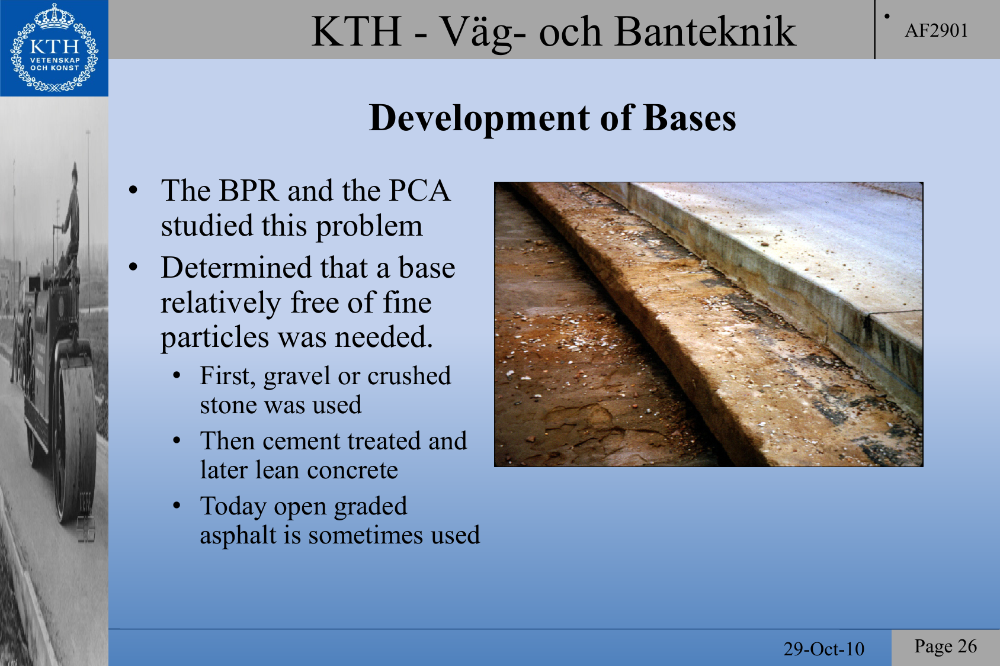 KTH
VETENSKAP
OCH KONST
KTH - Väg- och Banteknik
• AF2901
Development of Bases
• The BPR and the PCA
studied this problem
• Determined that a base
relatively free of fine
particles was needed.
• First, gravel or crushed
stone was used
• Then cement treated and
later lean concrete
• Today open graded
asphalt is sometimes used
29-Oct-10
Page 26